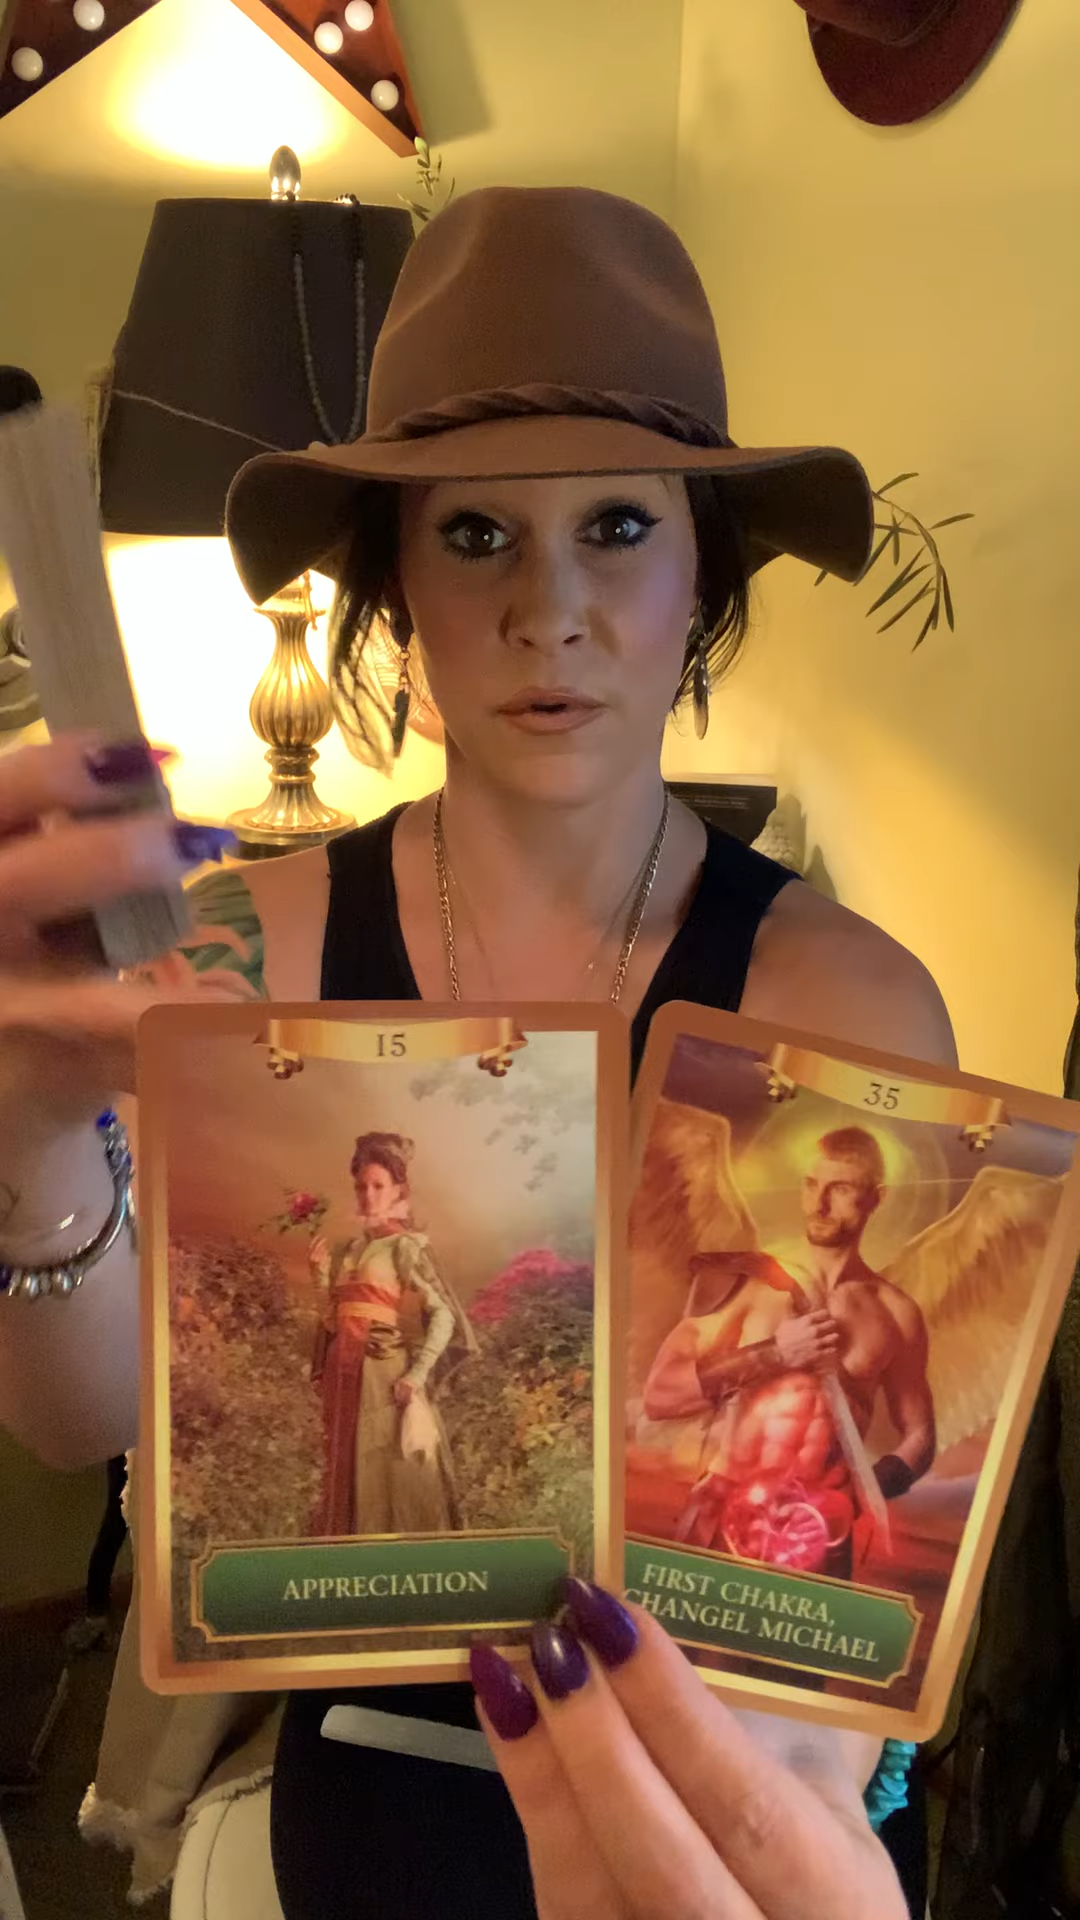 15
APPRECIATION
35
FIRST CHAKRA,
CHANGEL MICHAEL